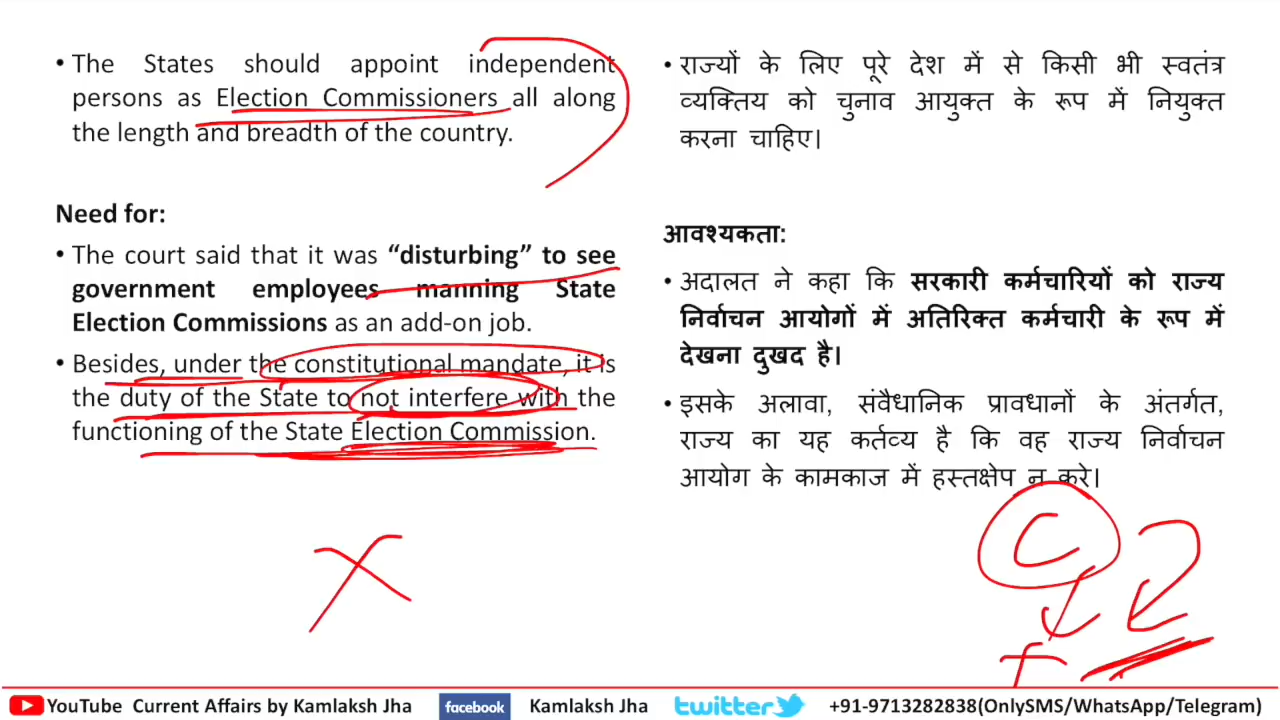 • The States should appoint independent
persons as Election Commissioners all along
the length and breadth of the country.
Need for:
• The court said that it was “disturbing” to see
government employees manning State
Election Commissions as an add-on job.
• Besides, under the constitutional mandate, it is
the duty of the State to not interfere with the
functioning of the State Election Commission.
• राज्यों के लिए पूरे देश में से किसी भी स्वतंत्र
व्यक्तिय को चुनाव आयुक्त के रूप में नियुक्त
करना चाहिए।
आवश्यकता:
• अदालत ने कहा कि सरकारी कर्मचारियों को राज्य
निर्वाचन आयोगों में अतिरिक्त कर्मचारी के रूप में
देखना दुखद है।
• इसके अलावा, संवैधानिक प्रावधानों के अंतर्गत,
राज्य का यह कर्तव्य है कि वह राज्य निर्वाचन
आयोग के कामकाज में हस्तक्षेप न करे।
YouTube Current Affairs by Kamlaksh Jha facebook Kamlaksh Jha twitter +91-9713282838(OnlySMS/WhatsApp/Telegram)